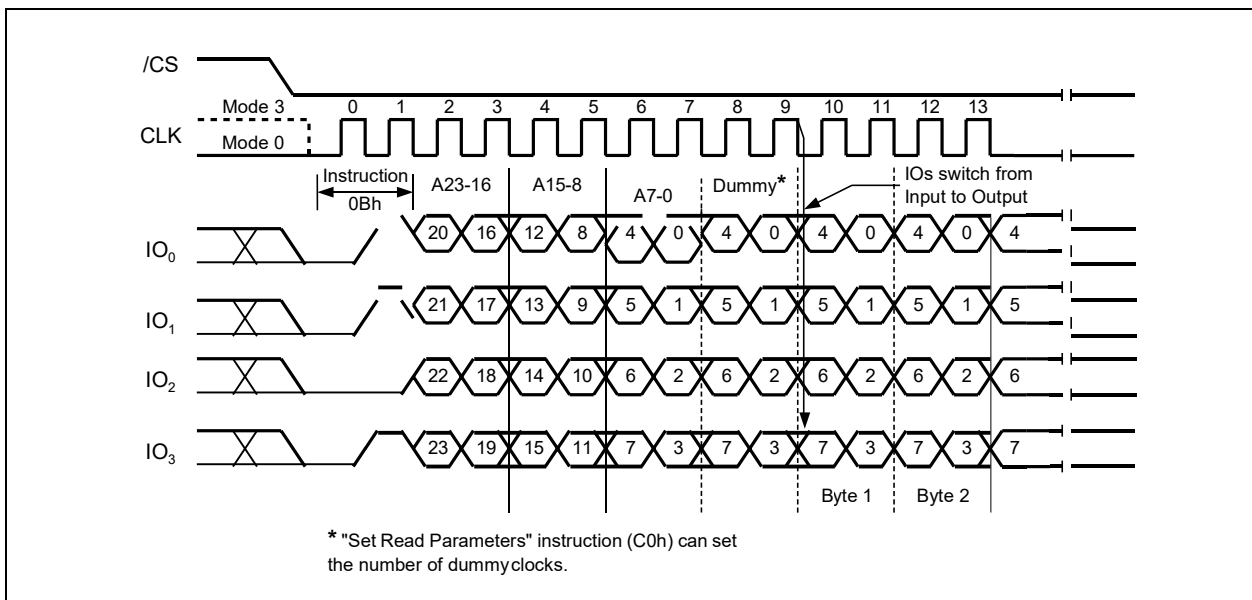 /CS
Mode 3 0 1 2 3 4 5 6 7 8 9 10 11 12 13
CLK
Mode 0
Instruction A23-16 A15-8 A7-0 Dummy* IOs switch from
0Bh Input to Output
IO0 20 16 12 8 4 0 4 0 4 0 4 0 4
IO1 21 17 13 9 5 1 5 1 5 1 5 1 5
IO2 22 18 14 10 6 2 6 2 6 2 6 2 6
IO3 23 19 15 11 7 3 7 3 7 3 7 3 7
Byte 1 Byte 2
* "Set Read Parameters" instruction (C0h) can set
the number of dummyclocks.